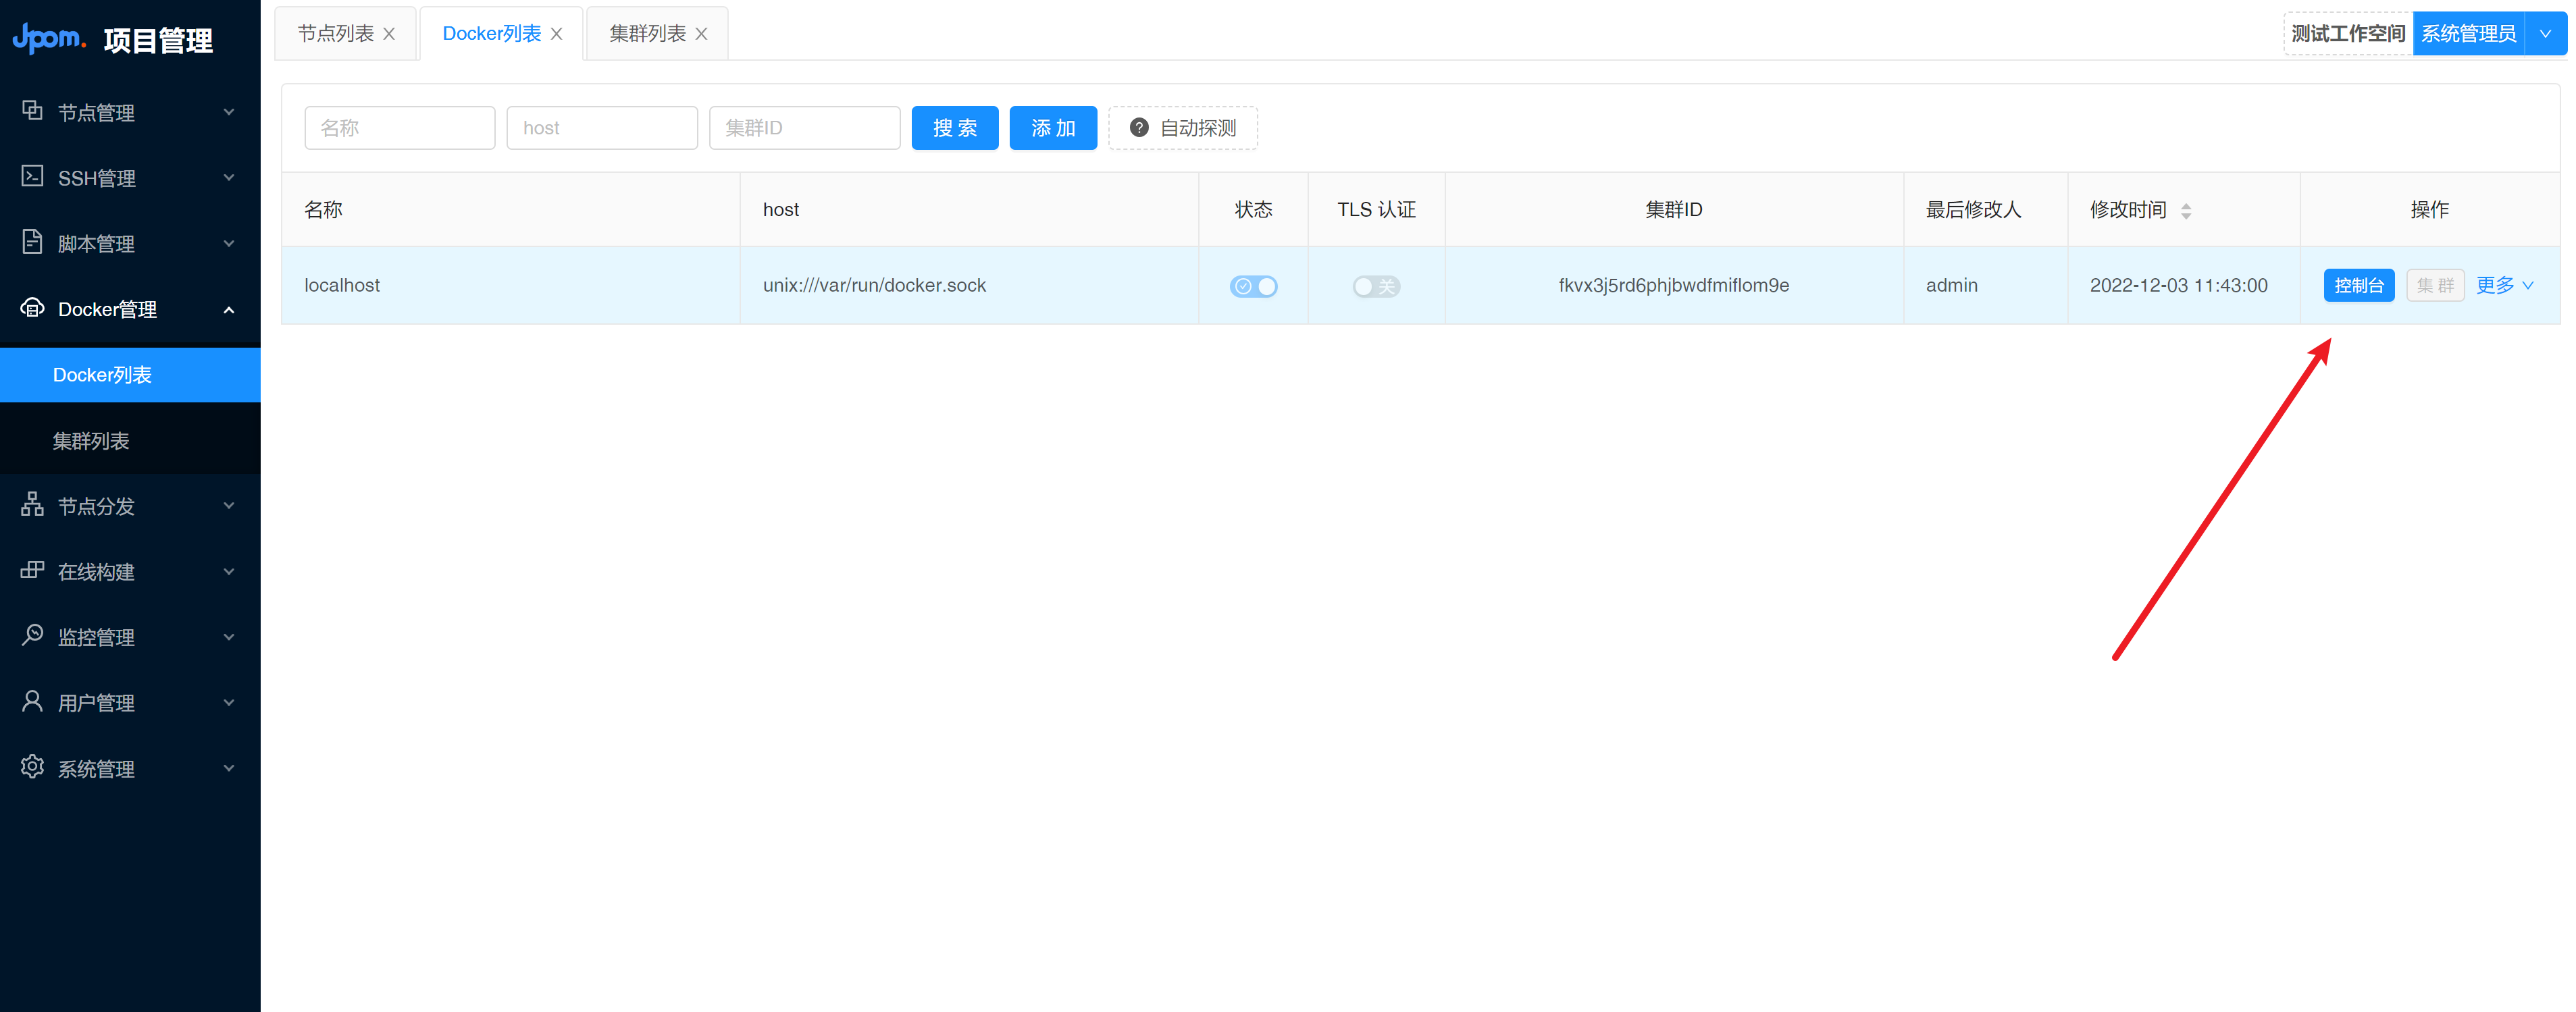 Jpom. 项目管理
节点管理
SSH管理
脚本管理
Docker管理
Docker列表
集群列表
节点分发
在线构建
监控管理
用户管理
系统管理
节点列表 Docker列表 集群列表
测试工作空间 系统管理员
名称 host 集群ID 搜 索 添 加 自动探测
名称 host 状态 TLS 认证 集群ID 最后修改人 修改时间 操作
localhost unix:///var/run/docker.sock 关 fkvx3j5rd6phjbwdfmiflom9e admin 2022-12-03 11:43:00 控制台 集 群 更多